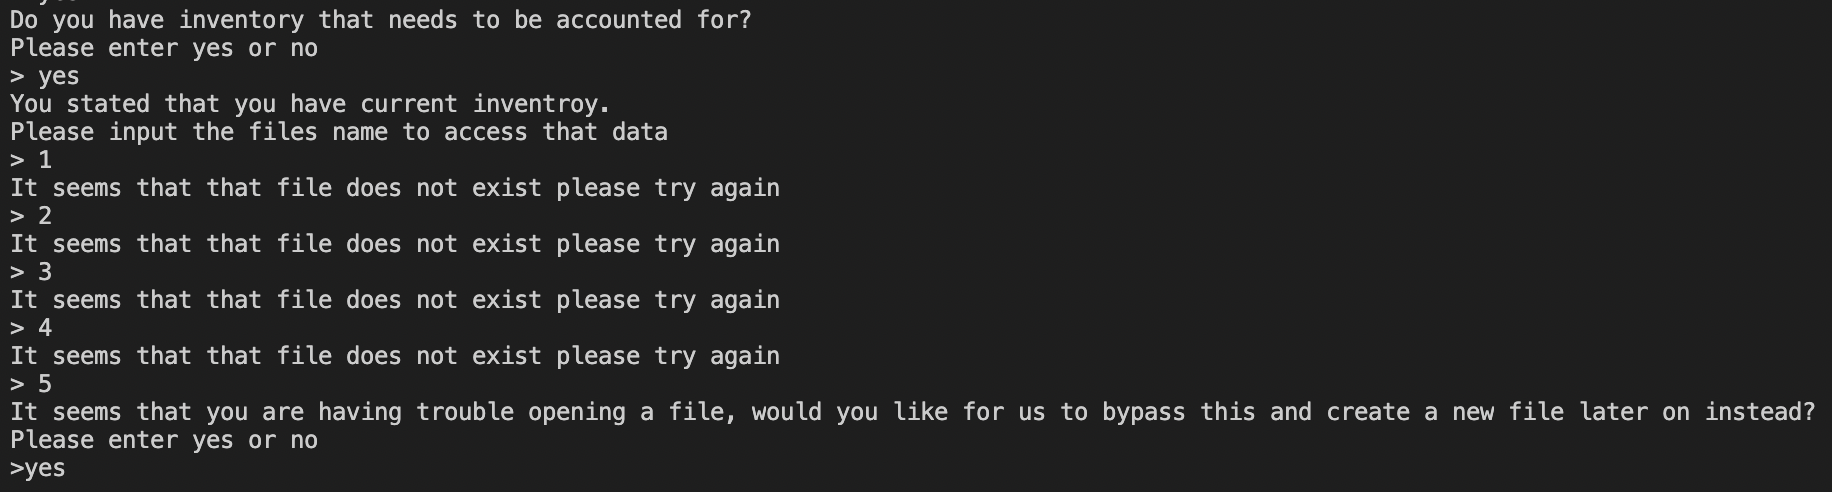 Do you have inventory that needs to be accounted for?
Please enter yes or no
> yes
You stated that you have current inventroy.
Please input the files name to access that data
> 1
It seems that that file does not exist please try again
> 2
It seems that that file does not exist please try again
> 3
It seems that that file does not exist please try again
> 4
It seems that that file does not exist please try again
> 5
It seems that you are having trouble opening a file, would you like for us to bypass this and create a new file later on instead?
Please enter yes or no
>yes